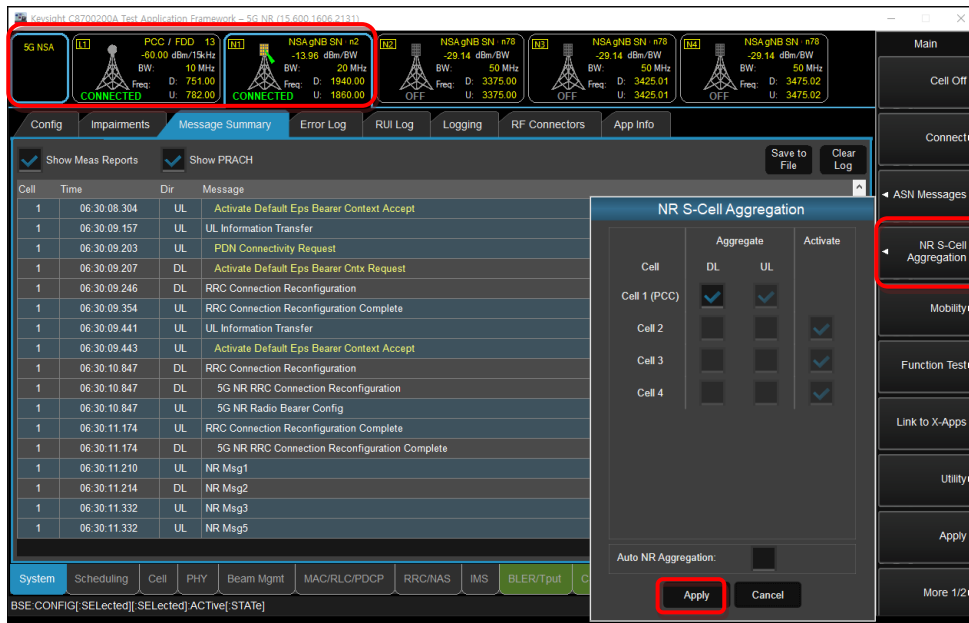 Keysight C8700200A Test Application Framework – 5G NR (15.600.1606.2131)
5G NSA
L1 PCC / FDD 13
-60.00 dBm/15kHz
BW: 10 MHz
Freq: D: 751.00
CONNECTED U: 782.00
N1 NSA gNB SN · n2
-13.96 dBm/BW
BW: 20 MHz
Freq: D: 1940.00
CONNECTED U: 1860.00
N2 NSA gNB SN · n78
-29.14 dBm/BW
BW: 50 MHz
Freq: D: 3375.00
OFF U: 3375.00
N3 NSA gNB SN · n78
-29.14 dBm/BW
BW: 50 MHz
Freq: D: 3425.01
OFF U: 3425.01
N4 NSA gNB SN · n78
-29.14 dBm/BW
BW: 50 MHz
Freq: D: 3475.02
OFF U: 3475.02
Config Impairments Message Summary Error Log RUI Log Logging RF Connectors App Info
Show Meas Reports Show PRACH
Save to File
Clear Log
Cell Time Dir Message
1 06:30:08.304 UL Activate Default Eps Bearer Context Accept
1 06:30:09.157 UL UL Information Transfer
1 06:30:09.203 UL PDN Connectivity Request
1 06:30:09.207 DL Activate Default Eps Bearer Cntx Request
1 06:30:09.246 DL RRC Connection Reconfiguration
1 06:30:09.354 UL RRC Connection Reconfiguration Complete
1 06:30:09.441 UL UL Information Transfer
1 06:30:09.443 UL Activate Default Eps Bearer Context Accept
1 06:30:10.847 DL RRC Connection Reconfiguration
1 06:30:10.847 DL 5G NR RRC Connection Reconfiguration
1 06:30:10.847 UL 5G NR Radio Bearer Config
1 06:30:11.174 UL RRC Connection Reconfiguration Complete
1 06:30:11.174 DL 5G NR RRC Connection Reconfiguration Complete
1 06:30:11.210 UL NR Msg1
1 06:30:11.214 DL NR Msg2
1 06:30:11.332 UL NR Msg3
1 06:30:11.332 UL NR Msg5
System Scheduling Cell PHY Beam Mgmt MAC/RLC/PDCP RRC/NAS IMS BLER/Tput C
BSE:CONFIG[:SELected][:SELected]:ACTive[:STATe]
NR S-Cell Aggregation
Aggregate Activate
Cell DL UL
Cell 1 (PCC)
Cell 2
Cell 3
Cell 4
Auto NR Aggregation:
Apply Cancel
Main
Cell Off
Connect
ASN Messages
NR S-Cell
Aggregation
Mobility
Function Test
Link to X-Apps
Utility
Apply
More 1/2